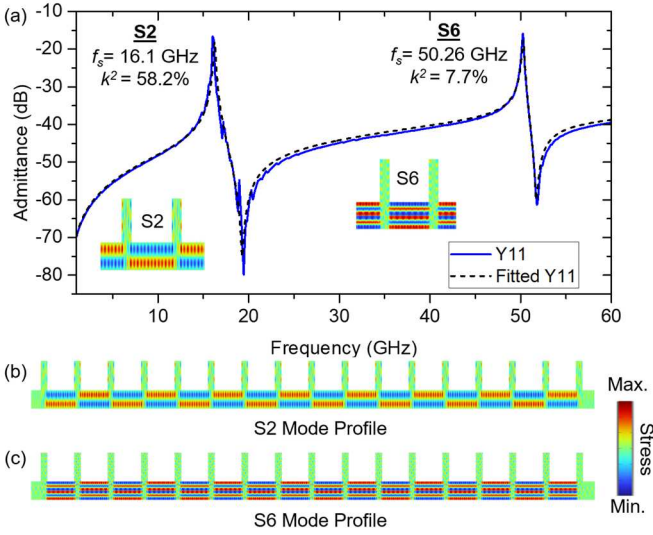 (a)
-10
-20
-30
-40
-50
-60
-70
-80
Admittance (dB)
S2
fs= 16.1 GHz
k² = 58.2%
S6
fs= 50.26 GHz
k² = 7.7%
S2
S6
Y11
Fitted Y11
10 20 30 40 50 60
Frequency (GHz)
(b)
S2 Mode Profile
(c)
S6 Mode Profile
Max.
Stress
Min.